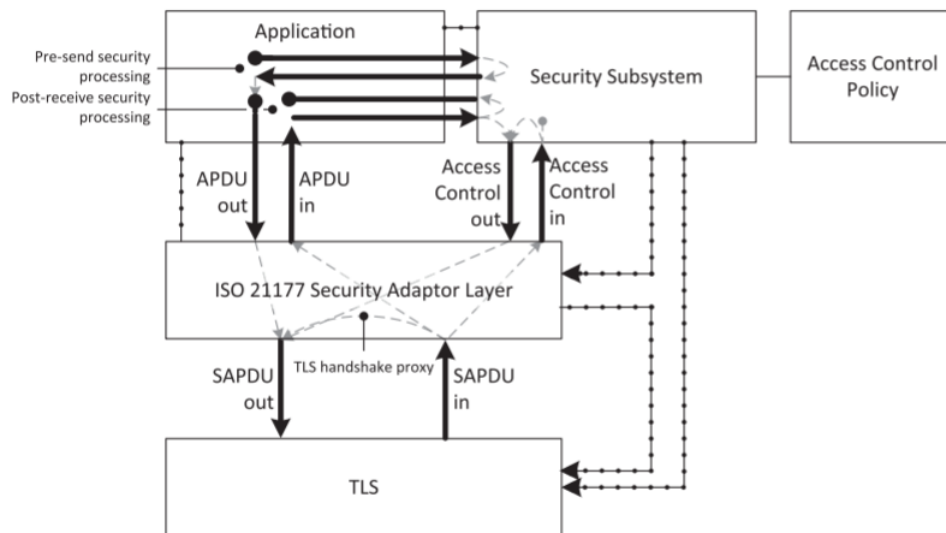 Application
Pre-send security
processing
Post-receive security
processing
Security Subsystem
Access Control
Policy
APDU
out
APDU
in
Access
Control
out
Access
Control
in
ISO 21177 Security Adaptor Layer
TLS handshake proxy
SAPDU
out
SAPDU
in
TLS